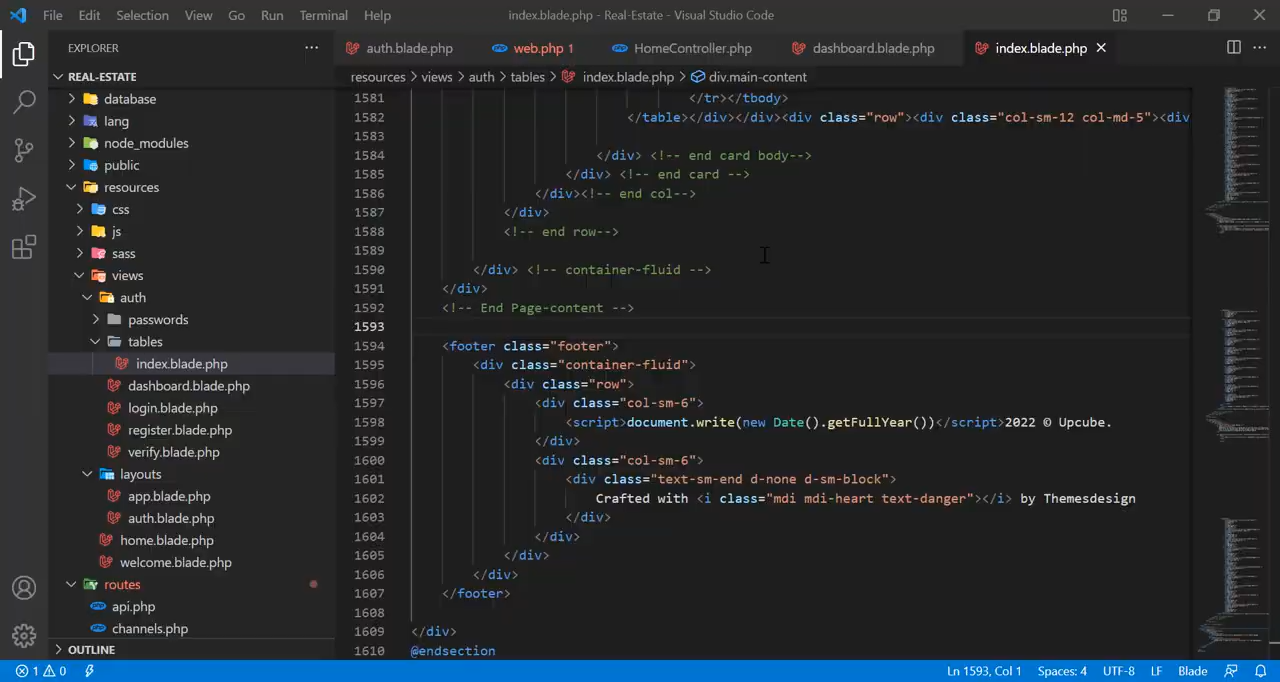 File Edit Selection View Go Run Terminal Help
index.blade.php - Real-Estate - Visual Studio Code
EXPLORER
auth.blade.php
web.php 1
HomeController.php
dashboard.blade.php
index.blade.php
REAL-ESTATE
database
lang
node_modules
public
resources
css
js
sass
views
auth
passwords
tables
index.blade.php
dashboard.blade.php
login.blade.php
register.blade.php
verify.blade.php
layouts
app.blade.php
auth.blade.php
home.blade.php
welcome.blade.php
routes
api.php
channels.php
OUTLINE
resources > views > auth > tables > index.blade.php > div.main-content
1581 </tr></tbody>
1582 </table></div></div><div class="row"><div class="col-sm-12 col-md-5"><div
1583
1584 </div> <!-- end card body-->
1585 </div> <!-- end card -->
1586 </div><!-- end col-->
1587 </div>
1588 <!-- end row-->
1589
1590 </div> <!-- container-fluid -->
1591 </div>
1592 <!-- End Page-content -->
1593
1594 <footer class="footer">
1595 <div class="container-fluid">
1596 <div class="row">
1597 <div class="col-sm-6">
1598 <script>document.write(new Date().getFullYear())</script>2022 © Upcube.
1599 </div>
1600 <div class="col-sm-6">
1601 <div class="text-sm-end d-none d-sm-block">
1602 Crafted with <i class="mdi mdi-heart text-danger"></i> by Themesdesign
1603 </div>
1604 </div>
1605 </div>
1606 </div>
1607 </footer>
1608
1609 </div>
1610 @endsection
1 0
Ln 1593, Col 1 Spaces: 4 UTF-8 LF Blade